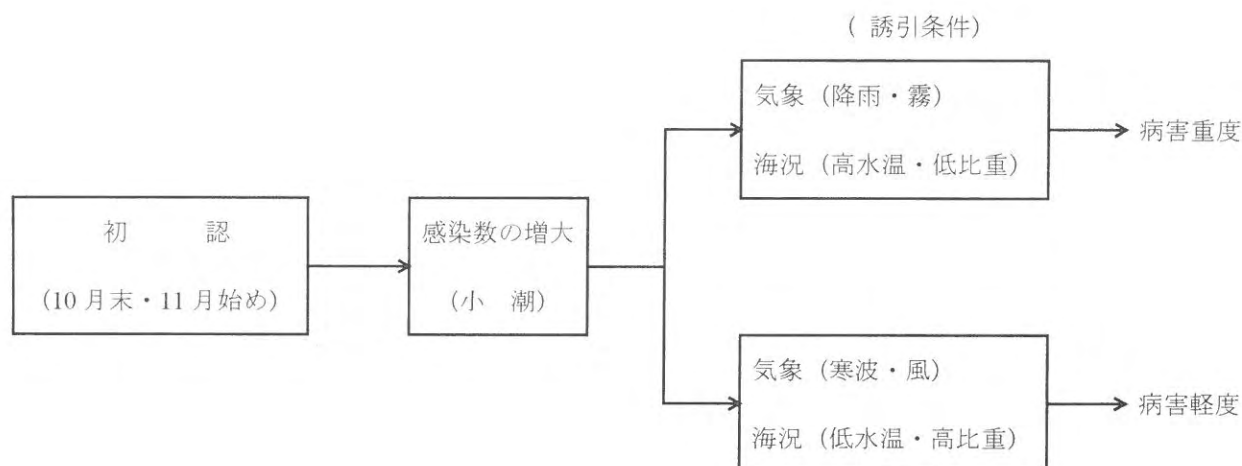 (誘引条件)
気象(降雨・霧)
海況(高水温・低比重)
病害重度
初認
(10月末・11月始め)
感染数の増大
(小潮)
気象(寒波・風)
海況(低水温・高比重)
病害軽度